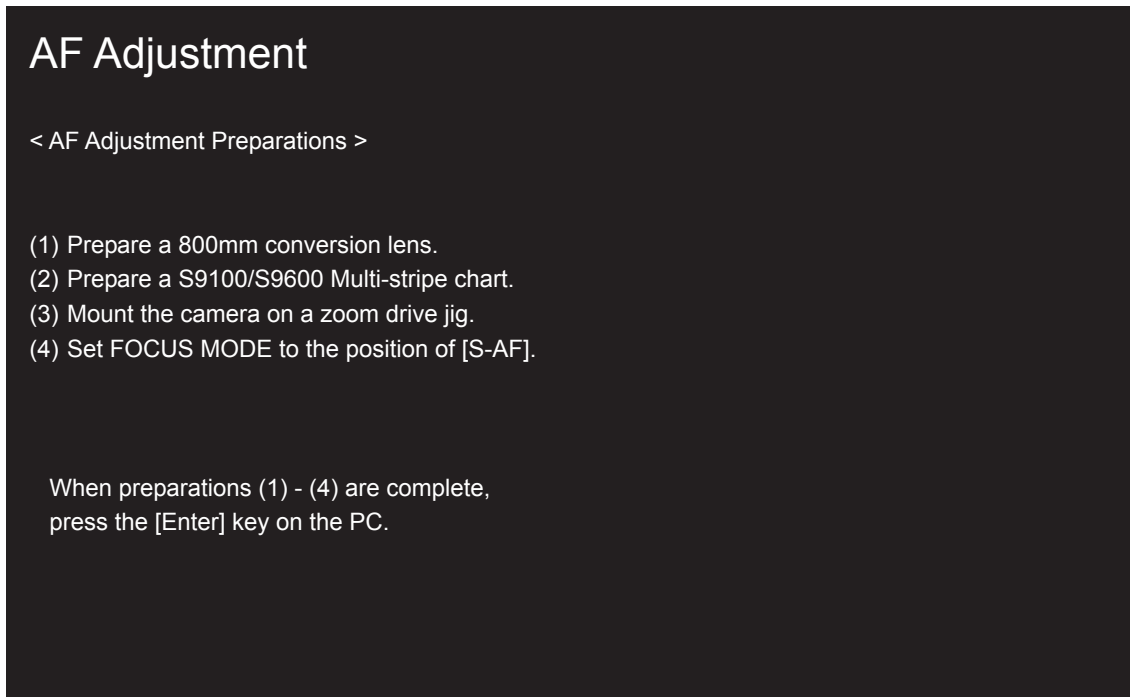 AF Adjustment
< AF Adjustment Preparations >
(1) Prepare a 800mm conversion lens.
(2) Prepare a S9100/S9600 Multi-stripe chart.
(3) Mount the camera on a zoom drive jig.
(4) Set FOCUS MODE to the position of [S-AF].
When preparations (1) - (4) are complete,
press the [Enter] key on the PC.